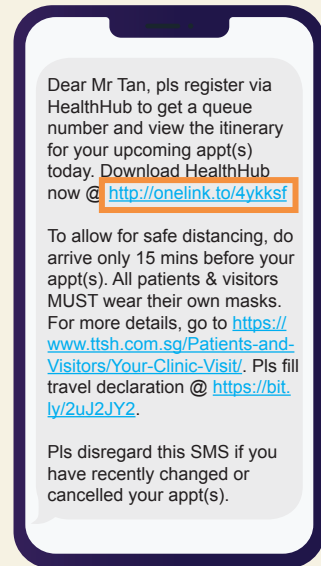 Dear Mr Tan, pls register via
HealthHub to get a queue
number and view the itinerary
for your upcoming appt(s)
today. Download HealthHub
now @ http://onelink.to/4ykksf
To allow for safe distancing, do
arrive only 15 mins before your
appt(s). All patients & visitors
MUST wear their own masks.
For more details, go to https://
www.ttsh.com.sg/Patients-and-
Visitors/Your-Clinic-Visit/. Pls fill
travel declaration @ https://bit.
ly/2uJ2JY2.
Pls disregard this SMS if you
have recently changed or
cancelled your appt(s).